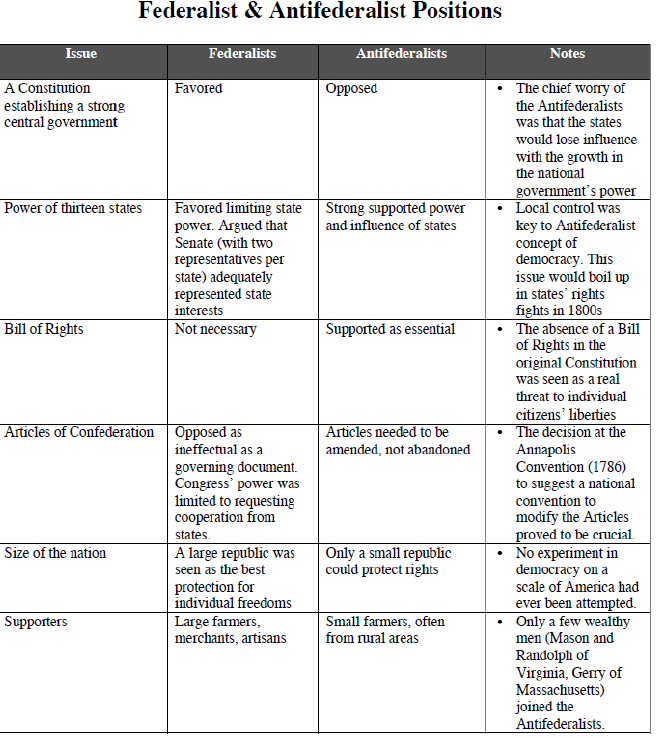 Federalist & Antifederalist Positions
Issue
Federalists
Antifederalists
Notes
A Constitution
establishing a strong
central government
Favored
Opposed
• The chief worry of
the Antifederalists
was that the states
would lose influence
with the growth in
the national
government's power
Power of thirteen states
Favored limiting state
power. Argued that
Senate (with two
representatives per
state) adequately
represented state
interests
Strong supported power
and influence of states
• Local control was
key to Antifederalist
concept of
democracy. This
issue would boil up
in states' rights
fights in 1800s
Bill of Rights
Not necessary
Supported as essential
• The absence of a Bill
of Rights in the
original Constitution
was seen as a real
threat to individual
citizens' liberties
Articles of Confederation
Opposed as
ineffectual as a
governing document.
Congress' power was
limited to requesting
cooperation from
states.
Articles needed to be
amended, not abandoned
• The decision at the
Annapolis
Convention (1786)
to suggest a national
convention to
modify the Articles
proved to be crucial.
Size of the nation
A large republic was
seen as the best
protection for
individual freedoms
Only a small republic
could protect rights
• No experiment in
democracy on a
scale of America had
ever been attempted.
Supporters
Large farmers,
merchants, artisans
Small farmers, often
from rural areas
• Only a few wealthy
men (Mason and
Randolph of
Virginia, Gerry of
Massachusetts)
joined the
Antifederalists.